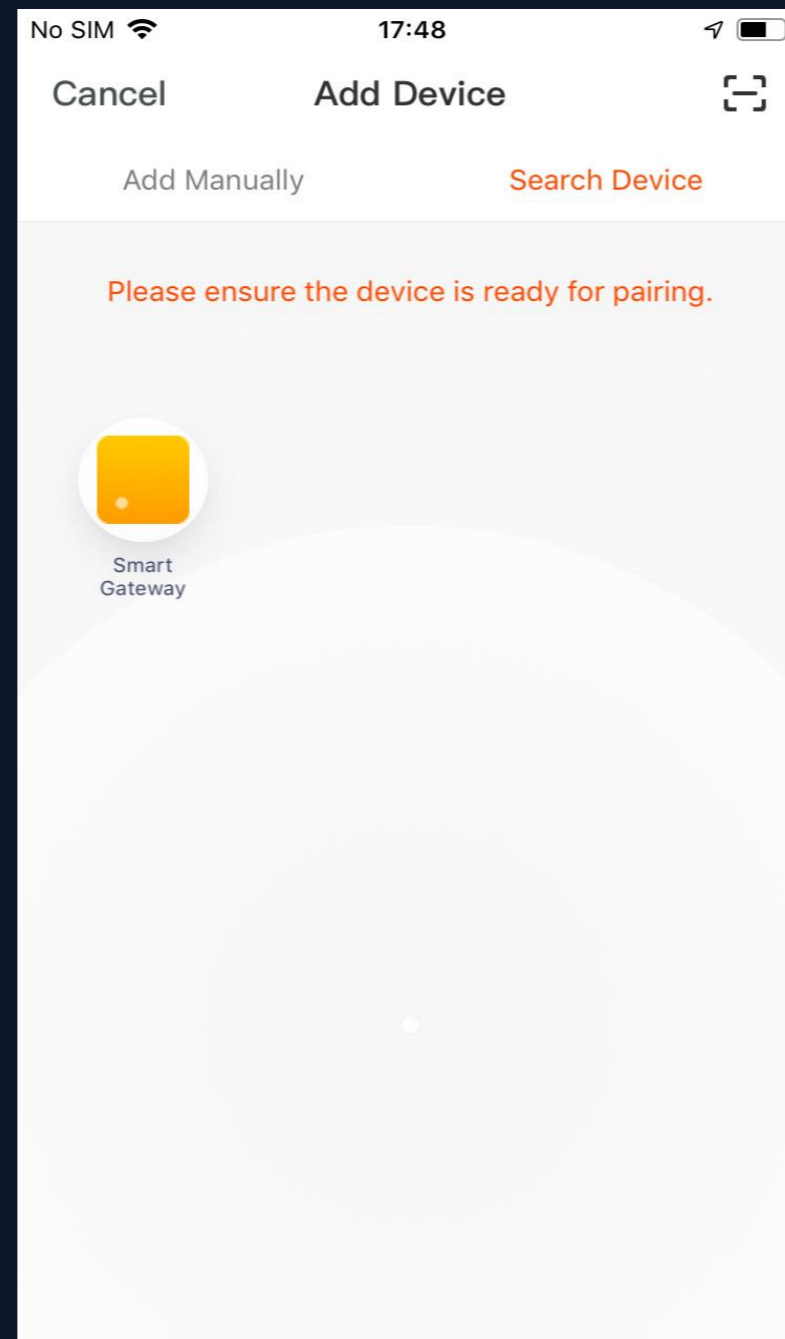 No SIM 17:48
Cancel Add Device
Add Manually Search Device
Please ensure the device is ready for pairing.
Smart
Gateway